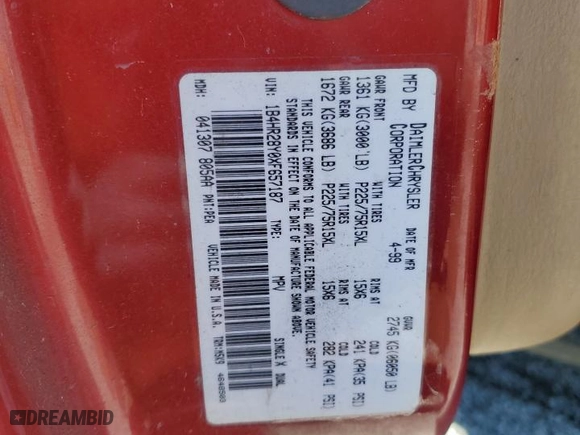 MFD BY DAIMLERCHRYSLER CORPORATION DATE OF MFR 4-99 GVWR 2745 KG(06050 LB)
GAWR FRONT WITH TIRES RIMS AT COLD
1361 KG(3000 LB) P225/75R15XL 15X6 241 KPA(35 PSI)
GAWR REAR WITH TIRES RIMS AT COLD
1672 KG(3686 LB) P225/75R15XL 15X6 282 KPA(41 PSI)
THIS VEHICLE CONFORMS TO ALL APPLICABLE FEDERAL MOTOR VEHICLE SAFETY
STANDARDS IN EFFECT ON THE DATE OF MANUFACTURE SHOWN ABOVE.
VIN: 1B4HR28Y0XF657187 TYPE: MPV SINGLE X DUAL
MDH: 041307 805AA PNT:PEA
VEHICLE MADE IN U.S.A.
DREAMBID